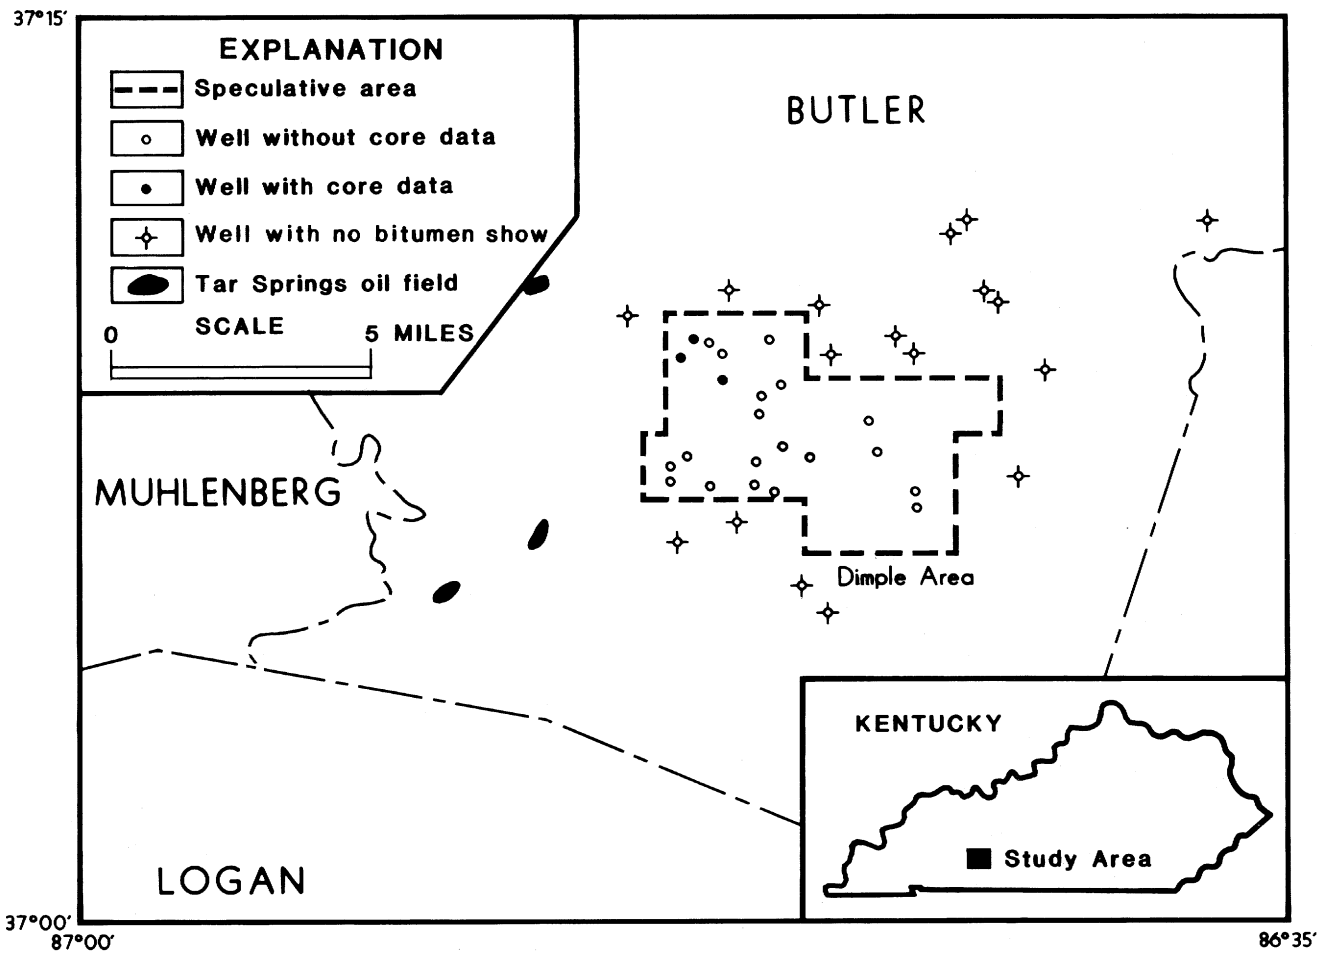 37°15′
EXPLANATION
Speculative area
Well without core data
Well with core data
Well with no bitumen show
Tar Springs oil field
SCALE
0 5 MILES
BUTLER
MUHLENBERG
Dimple Area
LOGAN
KENTUCKY
Study Area
37°00′
87°00′
86°35′